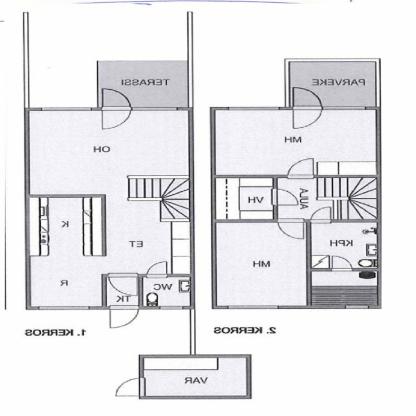 TERASSI
PARVEKE
OH
MH
VH
AULA
K
ET
KPH
MH
R
TK
WC
1. KERROS
2. KERROS
VAR